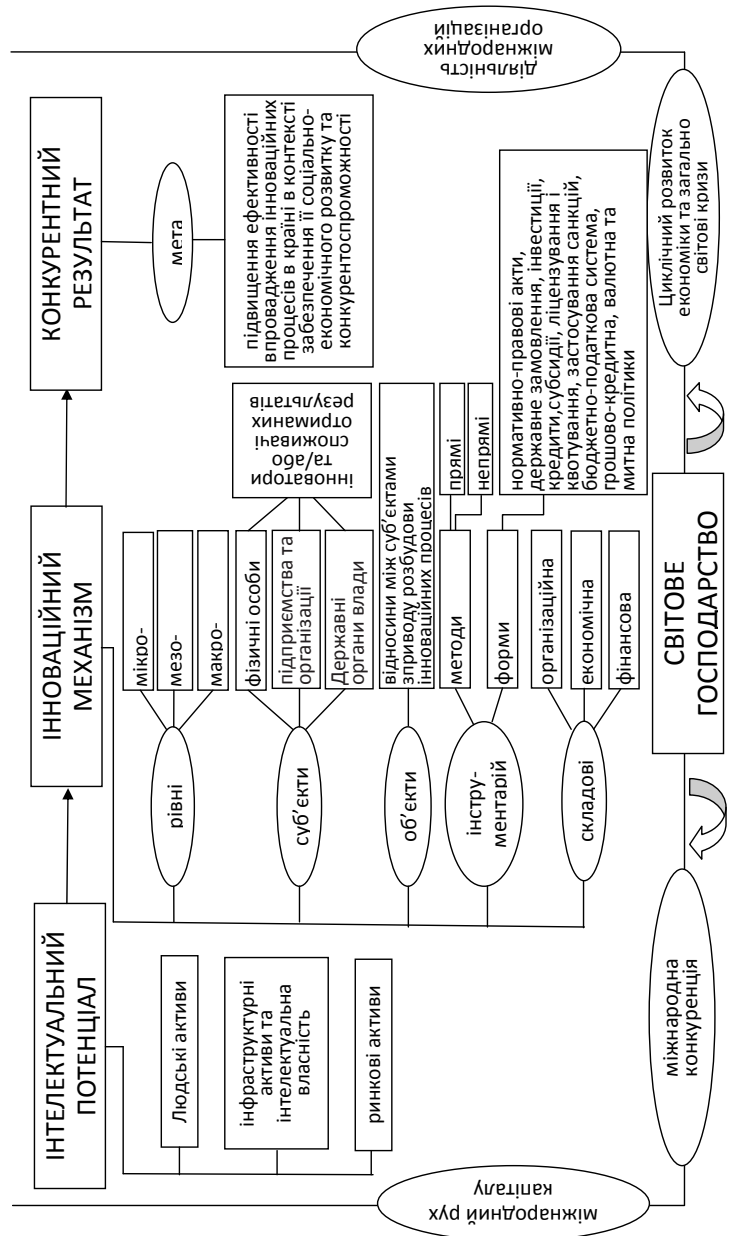 ІНТЕЛЕКТУАЛЬНИЙ
ПОТЕНЦІАЛ
ІННОВАЦІЙНИЙ
МЕХАНІЗМ
КОНКУРЕНТНИЙ
РЕЗУЛЬТАТ
Людські активи
інфраструктурні
активи та
інтелектуальна
власність
ринкові активи
рівні
мікро-
мезо-
макро-
суб’єкти
фізичні особи
підприємства та
організації
Державні
органи влади
інноватори
та/або
споживачі
отриманих
результатів
об’єкти
відносини між суб’єктами
зприводу розбудови
інноваційних процесів
інстру-
ментарій
методи
прямі
непрямі
форми
нормативно-правові акти,
державне замовлення, інвестиції,
кредити,субсидії, ліцензування і
квотування, застосування санкцій,
бюджетно-податкова система,
грошово-кредитна, валютна та
митна політики
складові
організаційна
економічна
фінансова
мета
підвищення ефективності
впровадження інноваційних
процесів в країні в контексті
забезпечення її соціально-
економічного розвитку та
конкурентоспроможності
міжнародний рух
капіталу
міжнародна
конкуренція
СВІТОВЕ
ГОСПОДАРСТВО
Циклічний розвиток
економіки та загально
світові кризи
діяльність
міжнародних
організацій